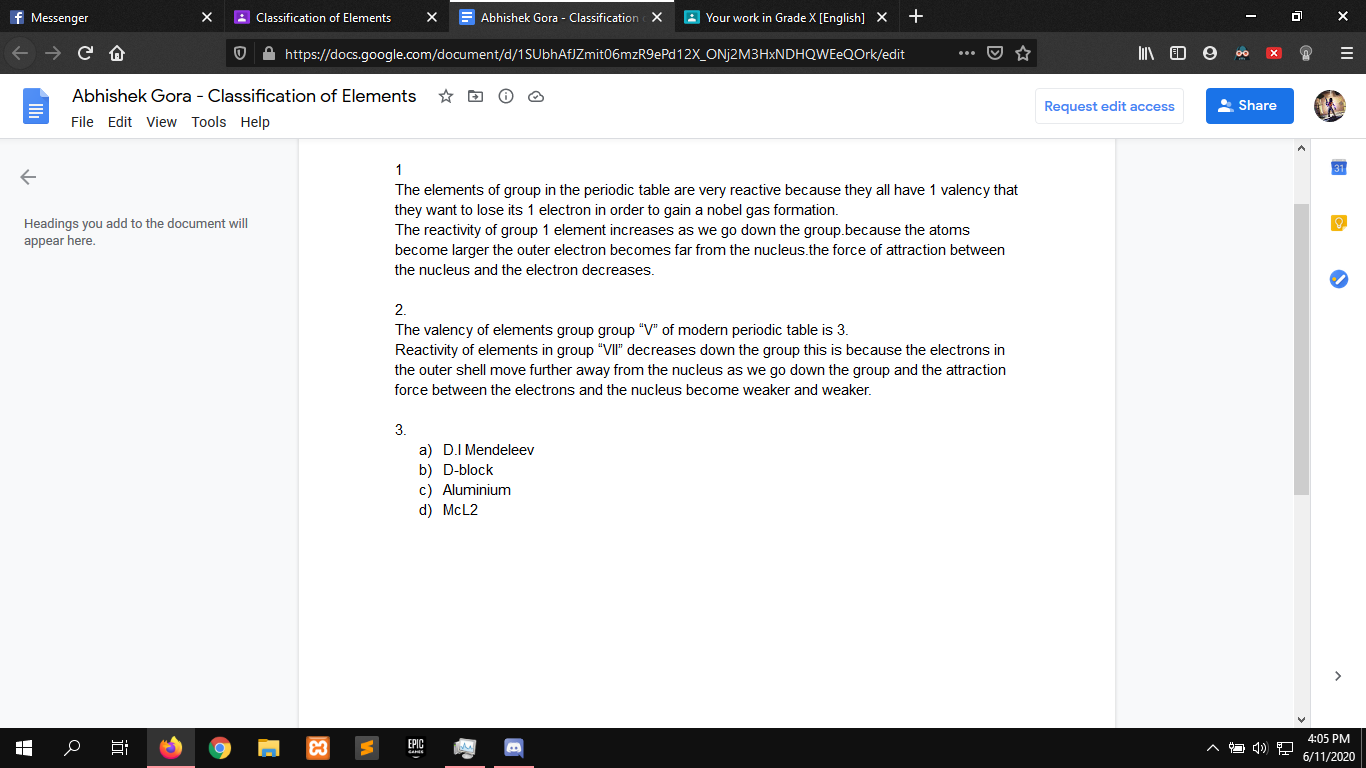 Messenger
Classification of Elements
Abhishek Gora - Classification
Your work in Grade X [English]
https://docs.google.com/document/d/1SUbhAfJZmit06mzR9ePd12X_ONj2M3HxNDHQWEeQOrk/edit
Abhishek Gora - Classification of Elements
File Edit View Tools Help
Request edit access
Share
Headings you add to the document will
appear here.
1
The elements of group in the periodic table are very reactive because they all have 1 valency that
they want to lose its 1 electron in order to gain a nobel gas formation.
The reactivity of group 1 element increases as we go down the group.because the atoms
become larger the outer electron becomes far from the nucleus.the force of attraction between
the nucleus and the electron decreases.
2.
The valency of elements group group “V” of modern periodic table is 3.
Reactivity of elements in group “VII” decreases down the group this is because the electrons in
the outer shell move further away from the nucleus as we go down the group and the attraction
force between the electrons and the nucleus become weaker and weaker.
3.
a) D.I Mendeleev
b) D-block
c) Aluminium
d) McL2
31
EPIC
GAMES
4:05 PM
6/11/2020